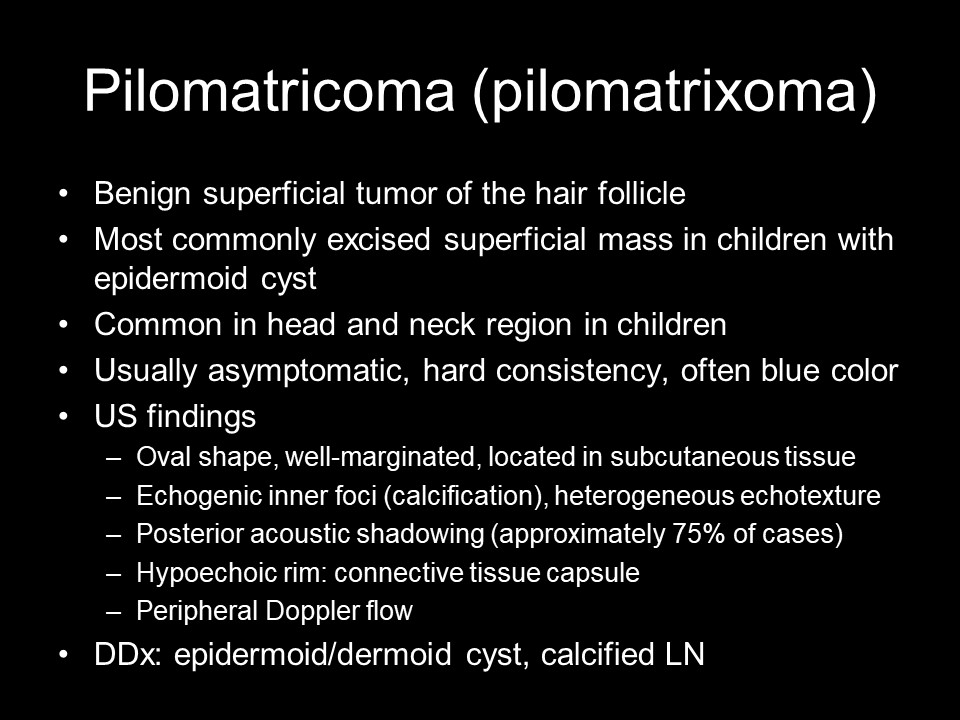 Pilomatricoma (pilomatrixoma)
• Benign superficial tumor of the hair follicle
• Most commonly excised superficial mass in children with
epidermoid cyst
• Common in head and neck region in children
• Usually asymptomatic, hard consistency, often blue color
• US findings
– Oval shape, well-marginated, located in subcutaneous tissue
– Echogenic inner foci (calcification), heterogeneous echotexture
– Posterior acoustic shadowing (approximately 75% of cases)
– Hypoechoic rim: connective tissue capsule
– Peripheral Doppler flow
• DDx: epidermoid/dermoid cyst, calcified LN